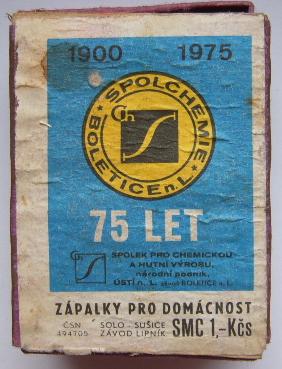 1900 1975
SPOLCHEMIE
BOLETICE n. L.
75 LET
SPOLEK PRO CHEMICKOU
A HUTNÍ VÝROBU,
národní podnik,
ÚSTÍ n. L. závod BOLETICE n. L.
ZÁPALKY PRO DOMÁCNOST
ČSN SOLO - SUŠICE SMC 1,-Kčs
494705 ZÁVOD LIPNÍK